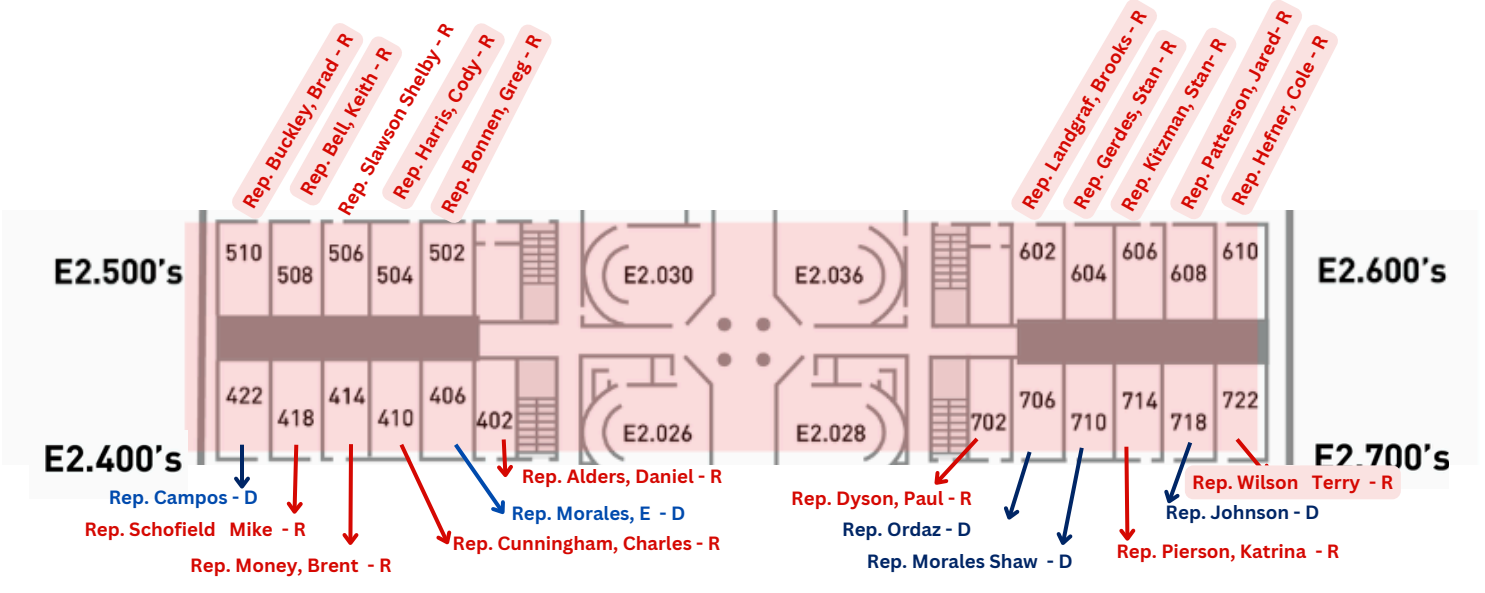 Rep. Buckley, Brad - R
Rep. Bell, Keith - R
Rep. Slawson Shelby - R
Rep. Harris, Cody - R
Rep. Bonnen, Greg - R
Rep. Landgraf, Brooks - R
Rep. Gerdes, Stan - R
Rep. Kitzman, Stan- R
Rep. Patterson, Jared- R
Rep. Hefner, Cole - R
E2.500's
510
508
506
504
502
E2.030
E2.036
602
604
606
608
610
E2.600's
E2.400's
422
418
414
410
406
402
E2.026
E2.028
702
706
710
714
718
722
E2.700's
Rep. Campos - D
Rep. Schofield Mike - R
Rep. Money, Brent - R
Rep. Alders, Daniel - R
Rep. Morales, E - D
Rep. Cunningham, Charles - R
Rep. Dyson, Paul - R
Rep. Ordaz - D
Rep. Morales Shaw - D
Rep. Wilson Terry - R
Rep. Johnson - D
Rep. Pierson, Katrina - R